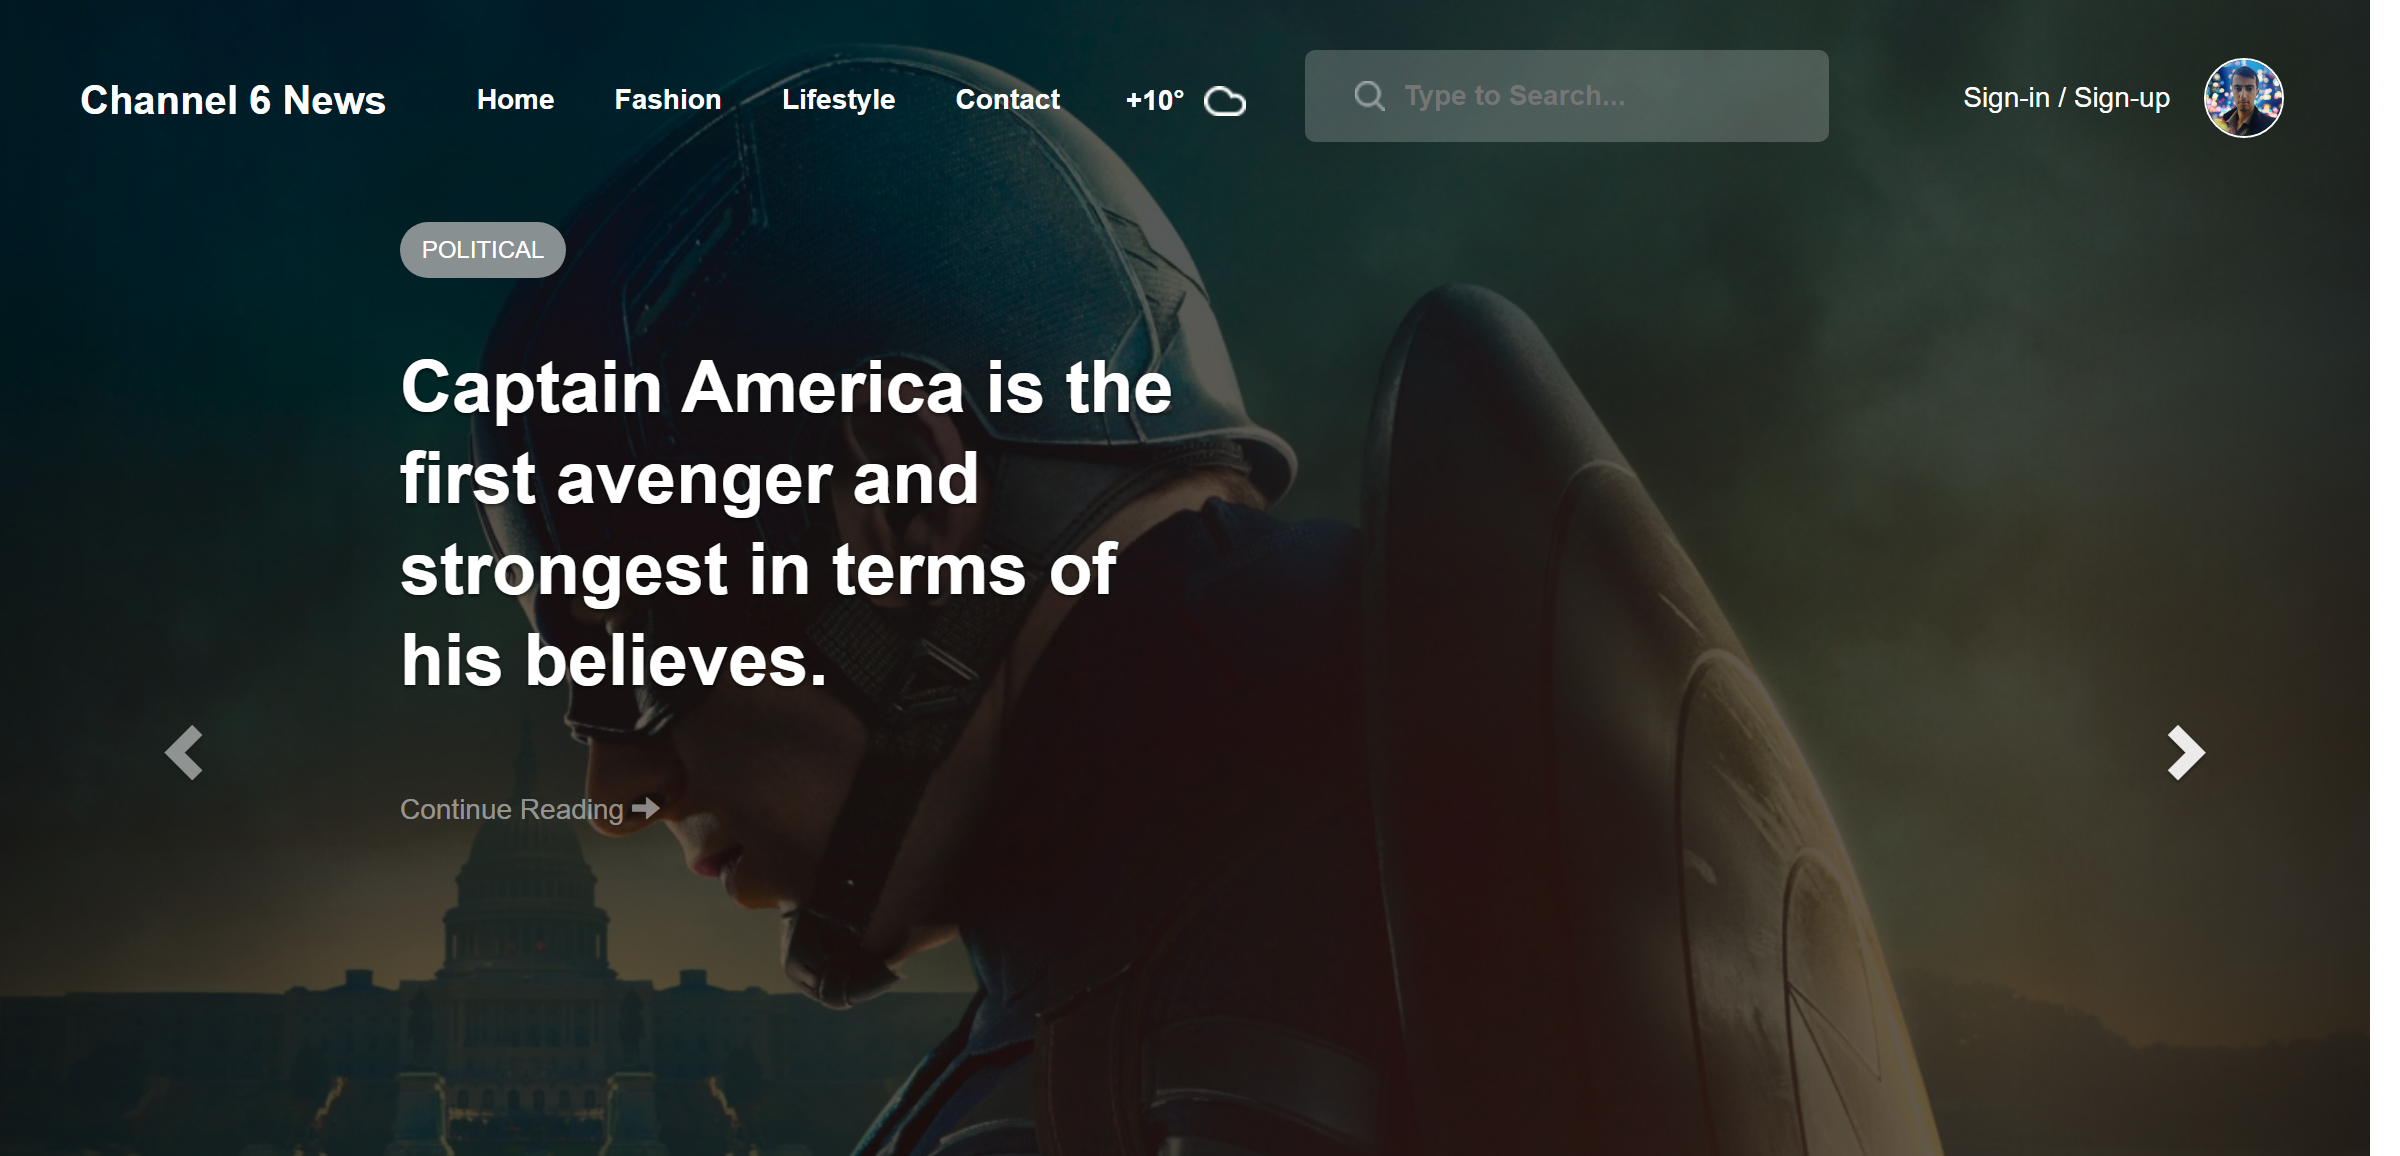 Channel 6 News Home Fashion Lifestyle Contact +10° Type to Search... Sign-in / Sign-up
POLITICAL
Captain America is the
first avenger and
strongest in terms of
his believes.
Continue Reading